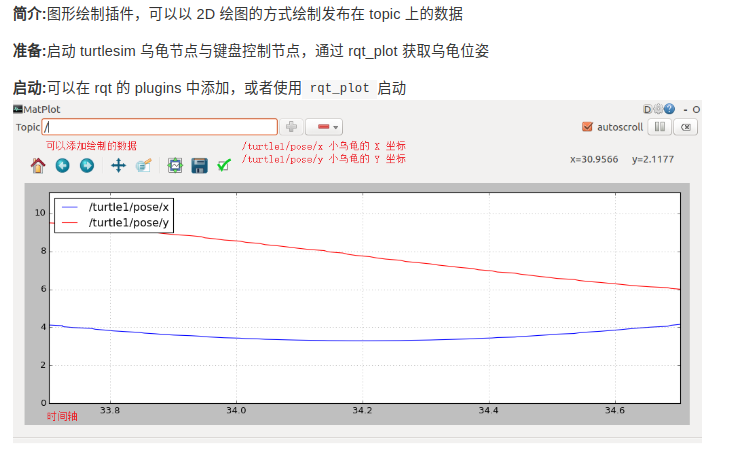 简介:图形绘制插件，可以以 2D 绘图的方式绘制发布在 topic 上的数据
准备:启动 turtlesim 乌龟节点与键盘控制节点，通过 rqt_plot 获取乌龟位姿
启动:可以在 rqt 的 plugins 中添加，或者使用 rqt_plot 启动
MatPlot
D ? - O
Topic / autoscroll
可以添加绘制的数据
/turtle1/pose/x 小乌龟的 X 坐标
/turtle1/pose/y 小乌龟的 Y 坐标
x=30.9566 y=2.1177
/turtle1/pose/x
/turtle1/pose/y
10
8
6
4
2
0
33.8 34.0 34.2 34.4 34.6
时间轴